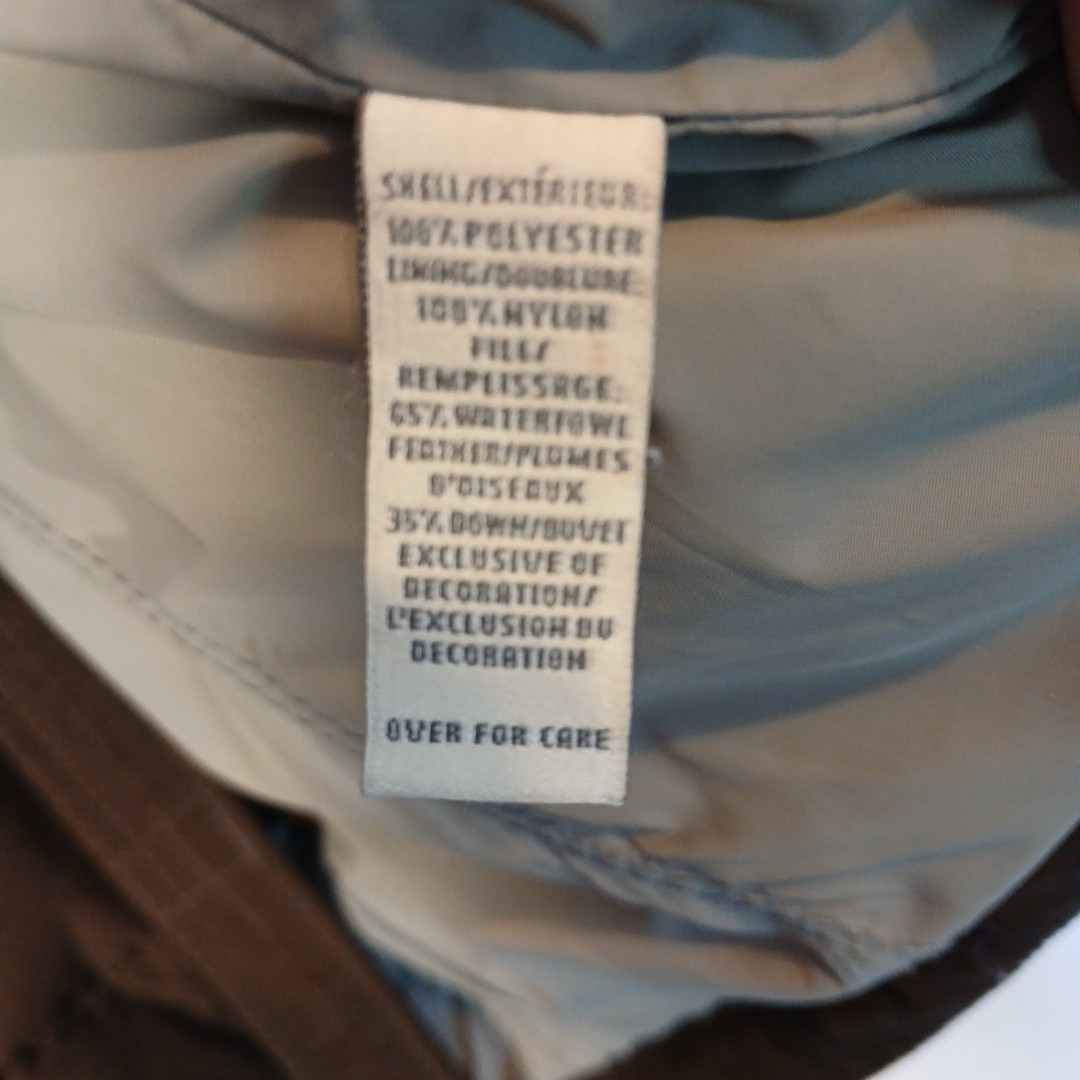 SHELL/EXTÉRIEUR:
100% POLYESTER
LINING/DOUBLURE:
100% NYLON
FILL/
REMPLISSAGE:
65% WATERFOWL
FEATHER/PLUMES
D'OISEAUX
35% DOWN/DUVET
EXCLUSIVE OF
DECORATIONS/
L'EXCLUSION DU
DECORATION
OVER FOR CARE